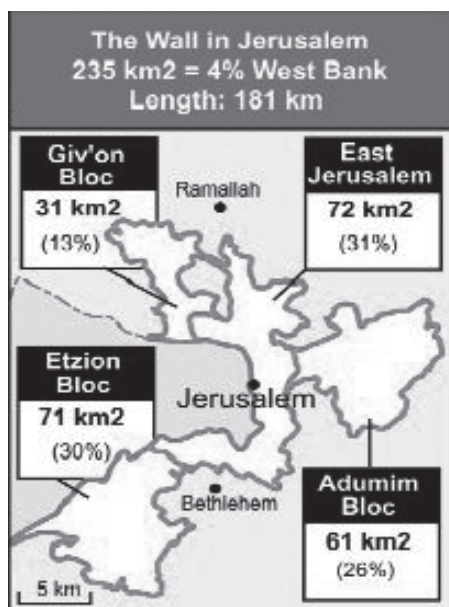 The Wall in Jerusalem
235 km2 = 4% West Bank
Length: 181 km
Giv'on
Bloc
31 km2
(13%)
Ramallah
East
Jerusalem
72 km2
(31%)
Etzion
Bloc
71 km2
(30%)
Jerusalem
Bethlehem
Adumim
Bloc
61 km2
(26%)
5 km